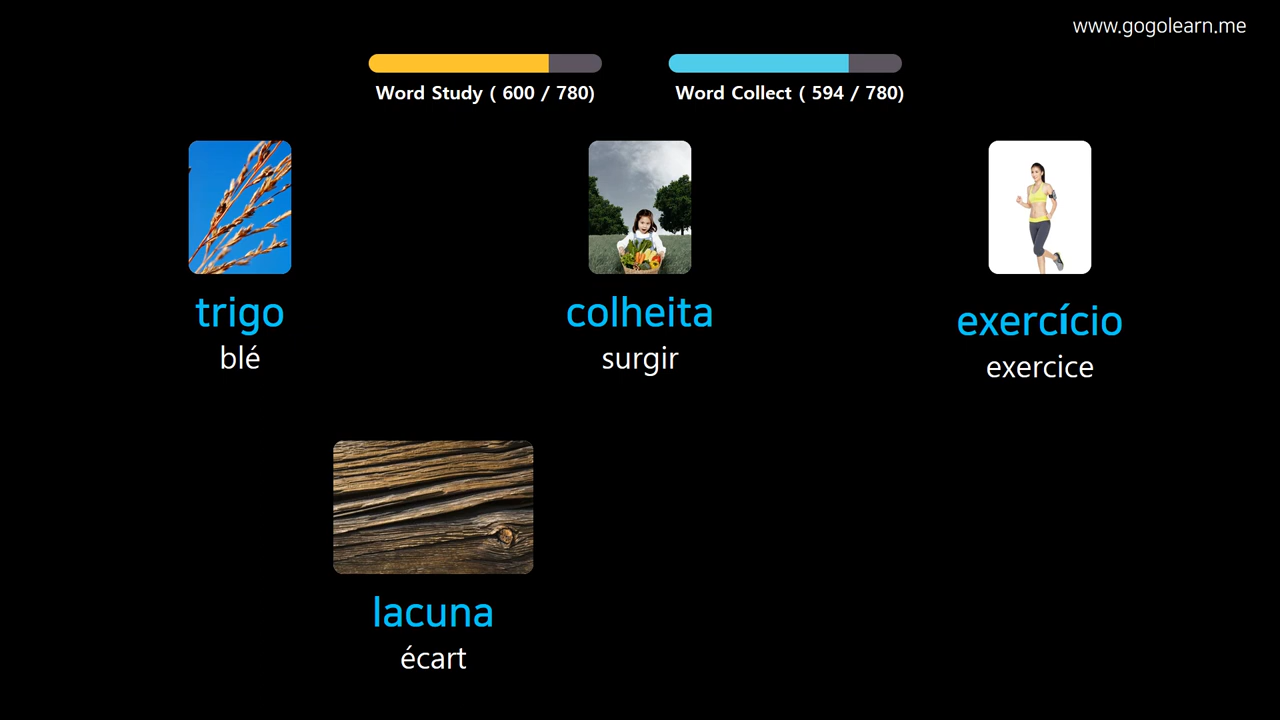 www.gogolearn.me
Word Study ( 600 / 780)
Word Collect ( 594 / 780)
trigo
blé
colheita
surgir
exercício
exercice
lacuna
écart